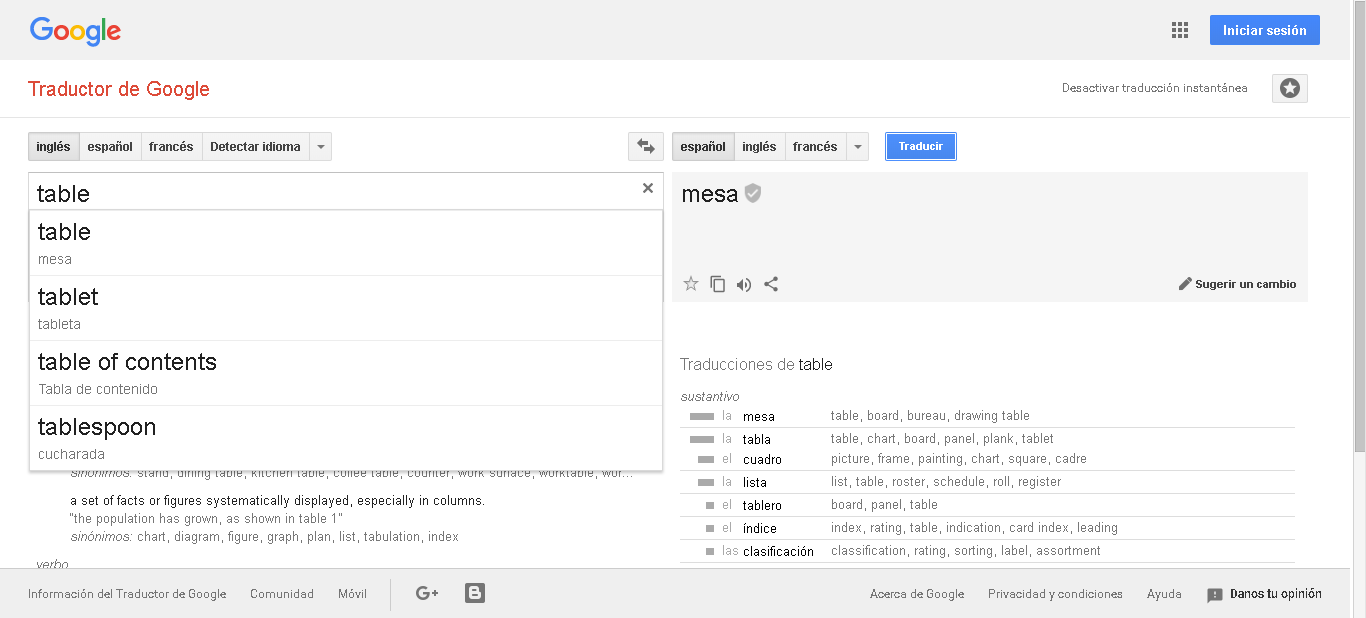 Google
Iniciar sesión
Traductor de Google
Desactivar traducción instantánea
inglés español francés Detectar idioma
español inglés francés Traducir
table
mesa
table
mesa
tablet
tableta
table of contents
Tabla de contenido
tablespoon
cucharada
Sugerir un cambio
sinónimos: stand, dining table, kitchen table, coffee table, counter, work surface, worktable, wor...
a set of facts or figures systematically displayed, especially in columns.
"the population has grown, as shown in table 1"
sinónimos: chart, diagram, figure, graph, plan, list, tabulation, index
verbo
Traducciones de table
sustantivo
la mesa table, board, bureau, drawing table
la tabla table, chart, board, panel, plank, tablet
el cuadro picture, frame, painting, chart, square, cadre
la lista list, table, roster, schedule, roll, register
el tablero board, panel, table
el índice index, rating, table, indication, card index, leading
las clasificación classification, rating, sorting, label, assortment
Información del Traductor de Google Comunidad Móvil G+ B Acerca de Google Privacidad y condiciones Ayuda Danos tu opinión